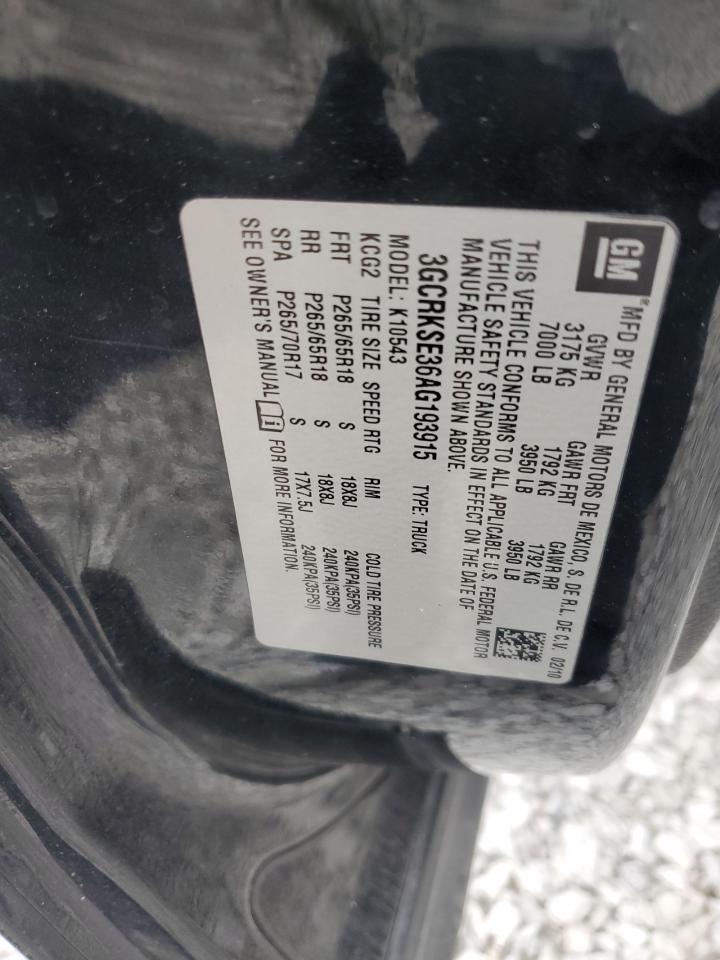 GM ® MFD BY GENERAL MOTORS DE MEXICO, S. DE R.L. DE C.V. 02/10
GVWR GAWR FRT GAWR RR
3175 KG 1792 KG 1792 KG
7000 LB 3950 LB 3950 LB
THIS VEHICLE CONFORMS TO ALL APPLICABLE U.S. FEDERAL MOTOR
VEHICLE SAFETY STANDARDS IN EFFECT ON THE DATE OF
MANUFACTURE SHOWN ABOVE.
3GCRKSE36AG193915 TYPE: TRUCK
MODEL: K10543
KCG2 TIRE SIZE SPEED RTG RIM COLD TIRE PRESSURE
FRT P265/65R18 S 18X8J 240KPA(35PSI)
RR P265/65R18 S 18X8J 240KPA(35PSI)
SPA P265/70R17 S 17X7.5J 240KPA(35PSI)
SEE OWNER'S MANUAL i FOR MORE INFORMATION.